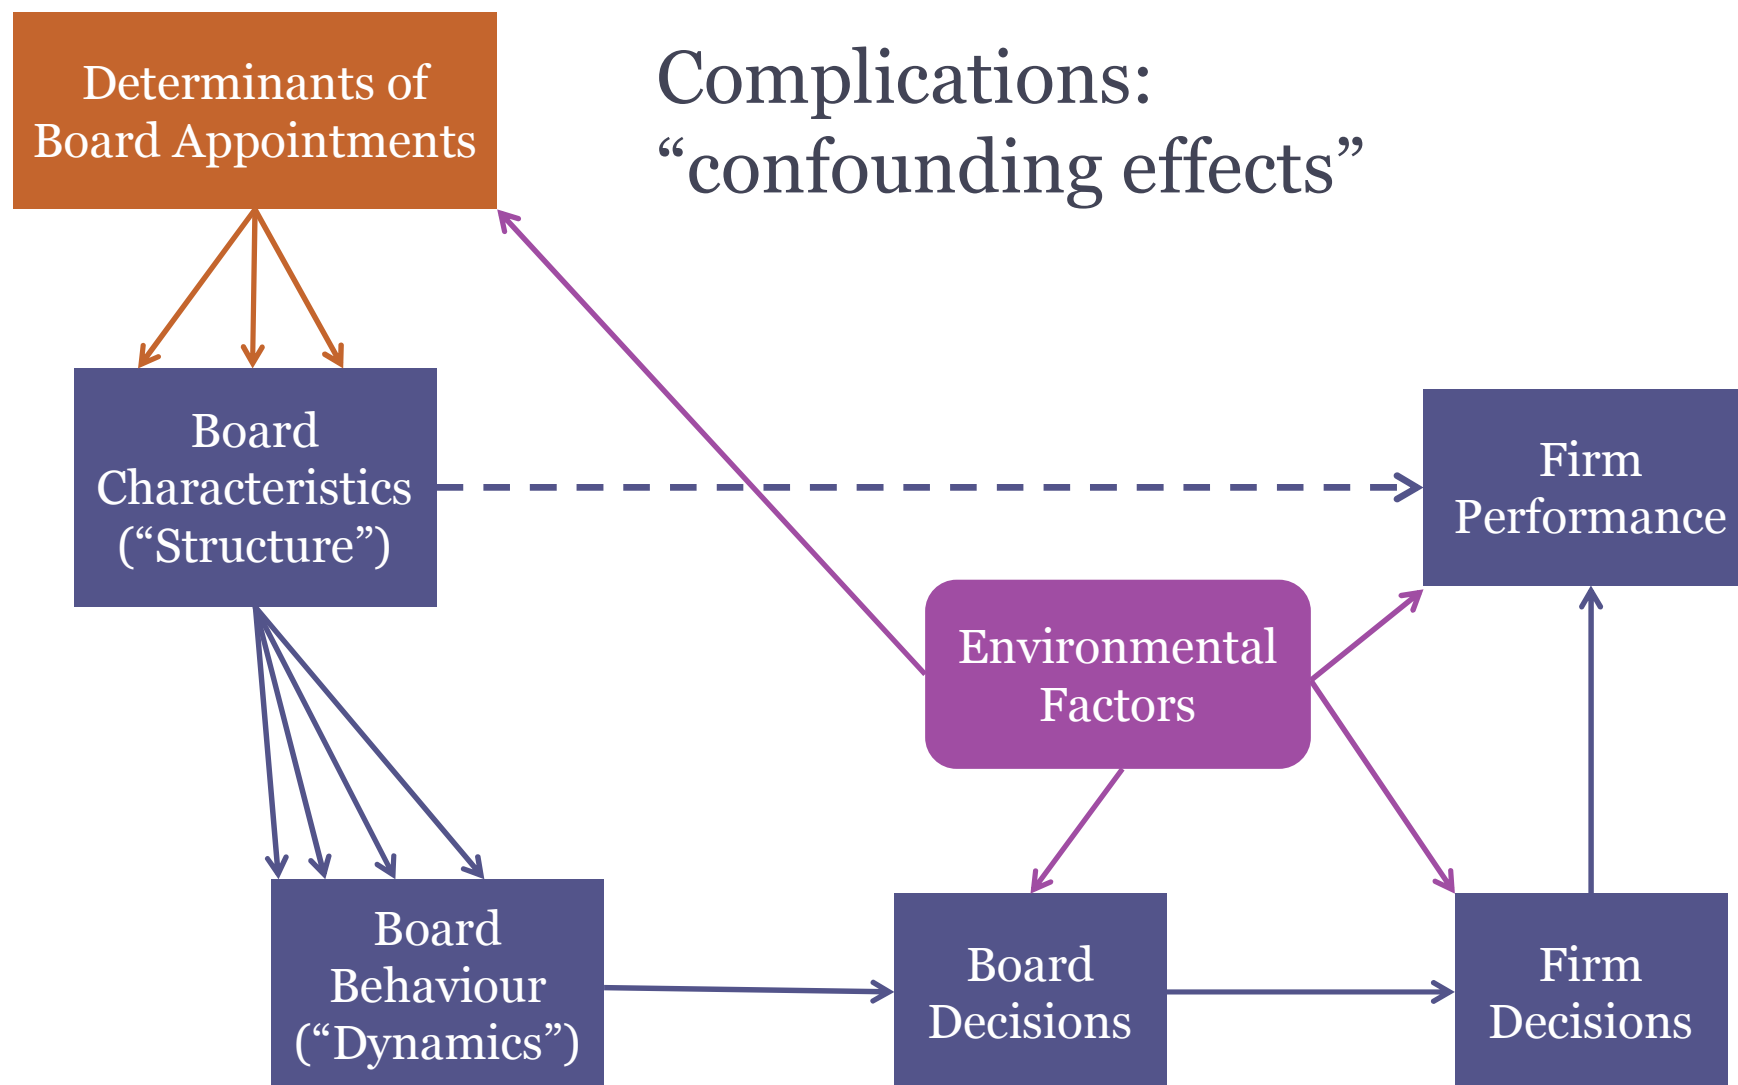 Determinants of
Board Appointments
Complications:
“confounding effects”
Board
Characteristics
(“Structure”)
Firm
Performance
Environmental
Factors
Board
Behaviour
(“Dynamics”)
Board
Decisions
Firm
Decisions